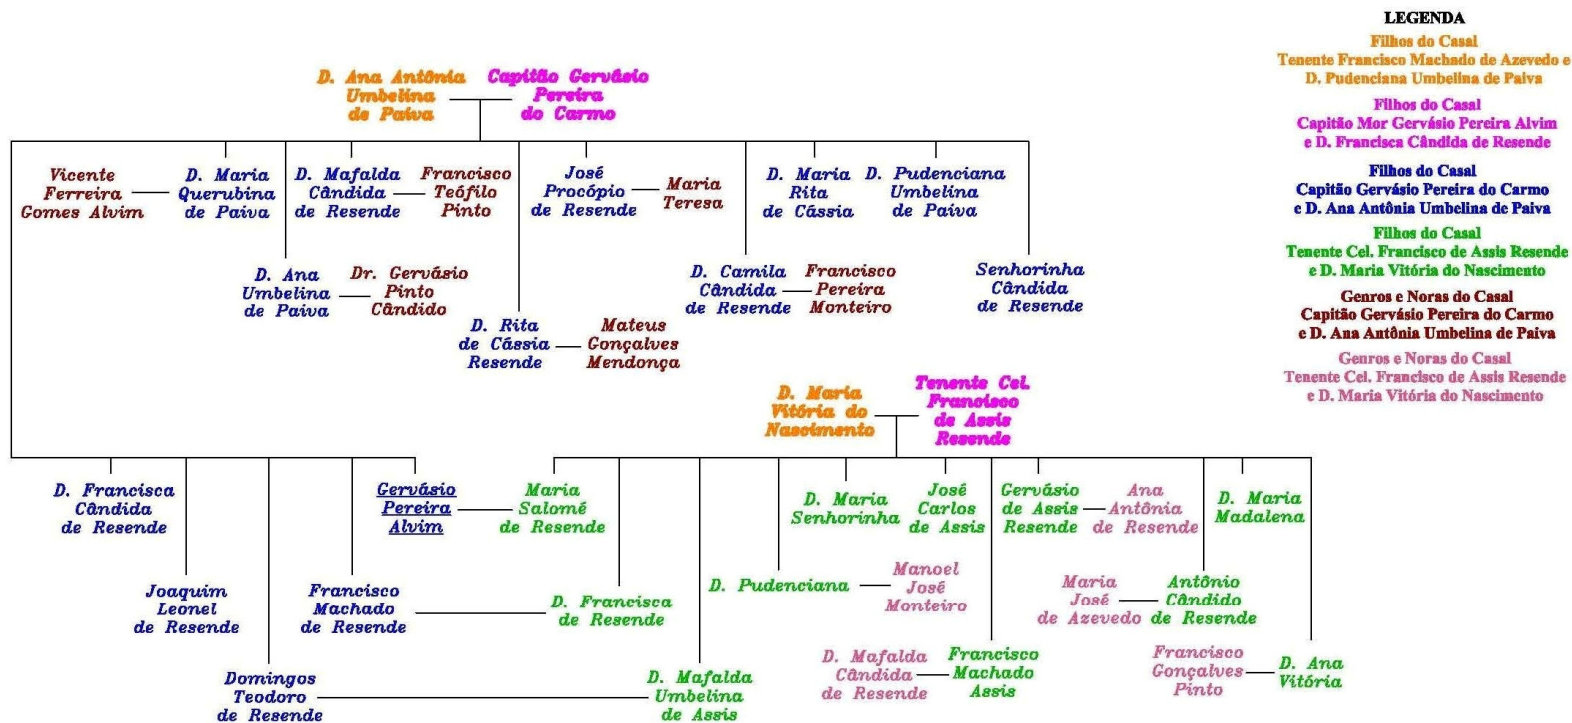 LEGENDA
Filhos do Casal
Tenente Francisco Machado de Azevedo e
D. Pudenciana Umbelina de Paiva
Filhos do Casal
Capitão Mor Gervásio Pereira Alvim
e D. Francisca Cândida de Resende
Filhos do Casal
Capitão Gervásio Pereira do Carmo
e D. Ana Antônia Umbelina de Paiva
Filhos do Casal
Tenente Cel. Francisco de Assis Resende
e D. Maria Vitória do Nascimento
Genros e Noras do Casal
Capitão Gervásio Pereira do Carmo
e D. Ana Antônia Umbelina de Paiva
Genros e Noras do Casal
Tenente Cel. Francisco de Assis Resende
e D. Maria Vitória do Nascimento
D. Ana Antônia
Umbelina
de Paiva
Capitão Gervásio
Pereira
do Carmo
Vicente
Ferreira
Gomes Alvim
D. Maria
Querubina
de Paiva
D. Mafalda
Cândida
de Resende
Francisco
Teófilo
Pinto
José
Procópio
de Resende
Maria
Teresa
D. Maria
Rita
de Cássia
D. Pudenciana
Umbelina
de Paiva
D. Ana
Umbelina
de Paiva
Dr. Gervásio
Pinto
Cândido
D. Rita
de Cássia
Resende
Mateus
Gonçalves
Mendonça
D. Camila
Cândida
de Resende
Francisco
Pereira
Monteiro
Senhorinha
Cândida
de Resende
D. Maria
Vitória do
Nascimento
Tenente Cel.
Francisco
de Assis
Resende
D. Francisca
Cândida
de Resende
Gervásio
Pereira
Alvim
Maria
Salomé
de Resende
D. Maria
Senhorinha
José
Carlos
de Assis
Gervásio
de Assis
Resende
Ana
Antônia
de Resende
D. Maria
Madalena
Joaquim
Leonel
de Resende
Francisco
Machado
de Resende
D. Francisca
de Resende
D. Pudenciana
Manoel
José
Monteiro
Maria
José
de Azevedo
Antônio
Cândido
de Resende
Domingos
Teodoro
de Resende
D. Mafalda
Umbelina
de Assis
D. Mafalda
Cândida
de Resende
Francisco
Machado
Assis
Francisco
Gonçalves
Pinto
D. Ana
Vitória